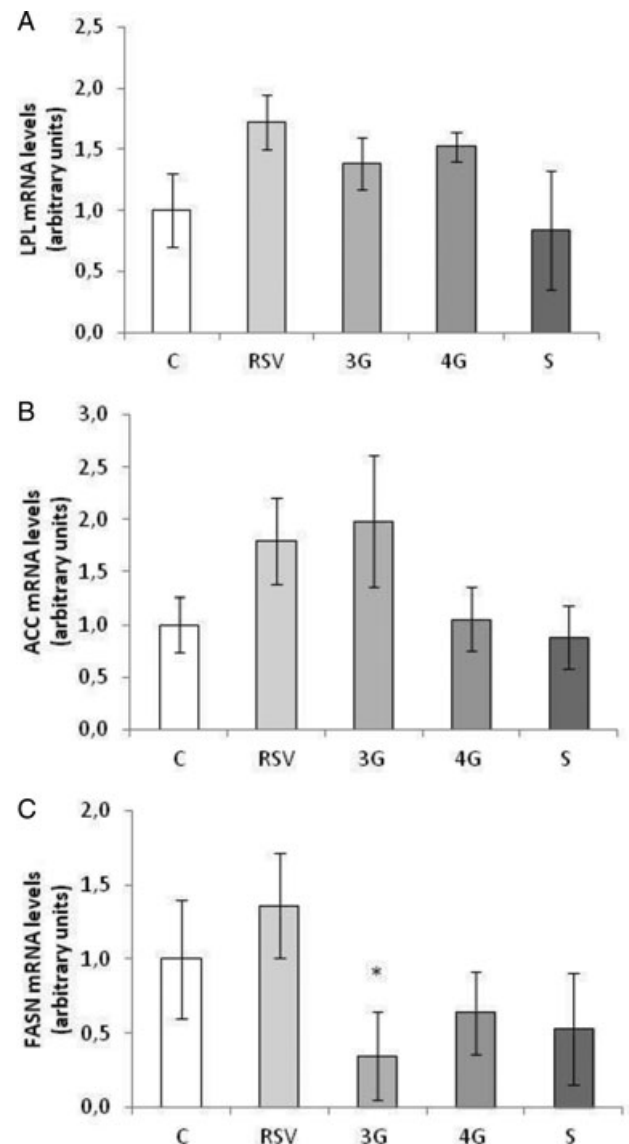 A
LPL mRNA levels
(arbitrary units)
2,5
2,0
1,5
1,0
0,5
0,0
C RSV 3G 4G S
B
ACC mRNA levels
(arbitrary units)
3,0
2,5
2,0
1,5
1,0
0,5
0,0
C RSV 3G 4G S
C
FASN mRNA levels
(arbitrary units)
2,0
1,5
1,0
0,5
0,0
*
C RSV 3G 4G S